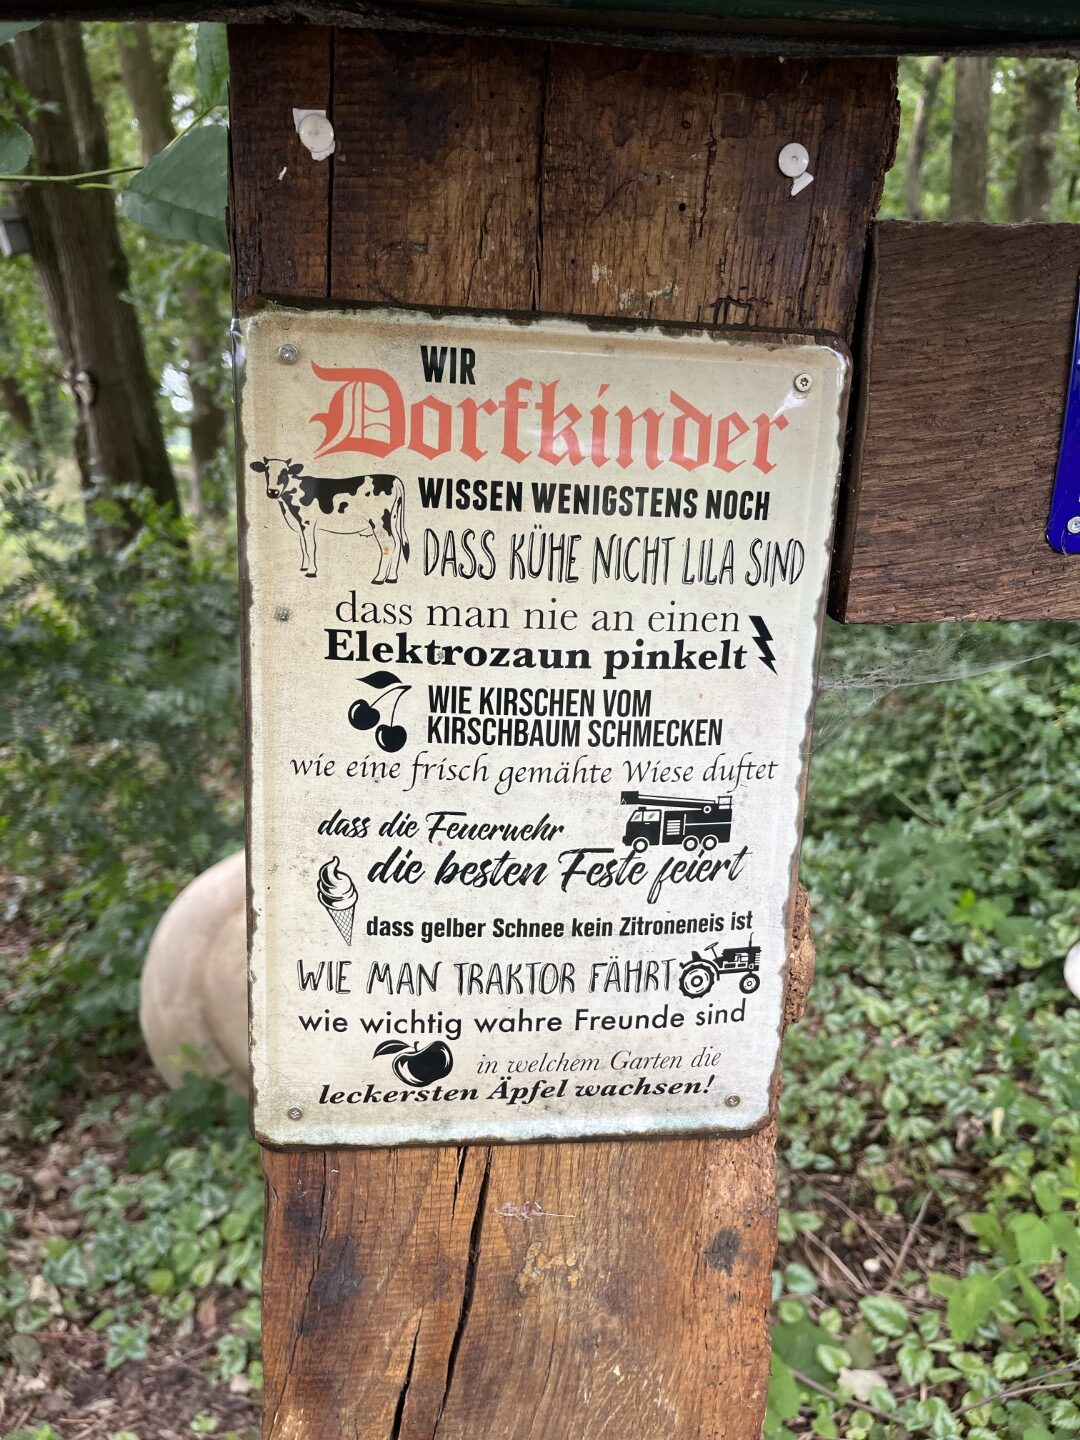 WIR
Dorfkinder
WISSEN WENIGSTENS NOCH
DASS KÜHE NICHT LILA SIND
dass man nie an einen
Elektrozaun pinkelt
WIE KIRSCHEN VOM
KIRSCHBAUM SCHMECKEN
wie eine frisch gemähte Wiese duftet
dass die Feuerwehr
die besten Feste feiert
dass gelber Schnee kein Zitroneneis ist
WIE MAN TRAKTOR FÄHRT
wie wichtig wahre Freunde sind
in welchem Garten die
leckersten Äpfel wachsen!